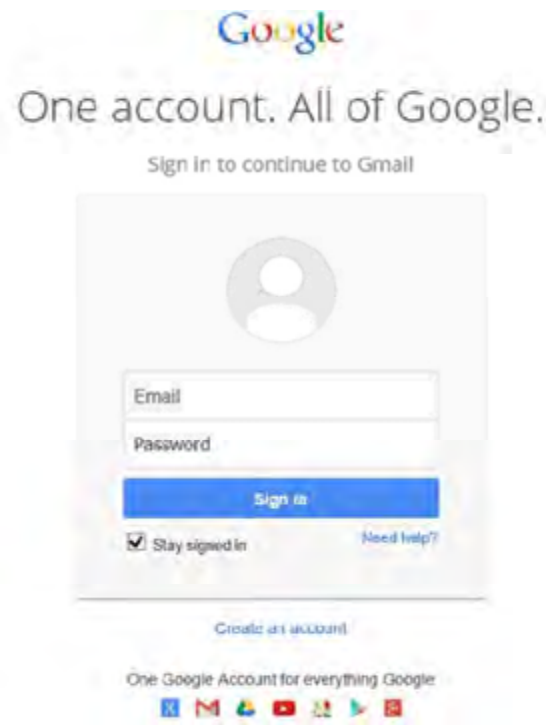 Google
One account. All of Google.
Sign in to continue to Gmail
Email
Password
Sign in
Stay signed in
Need help?
Create an account
One Google Account for everything Google